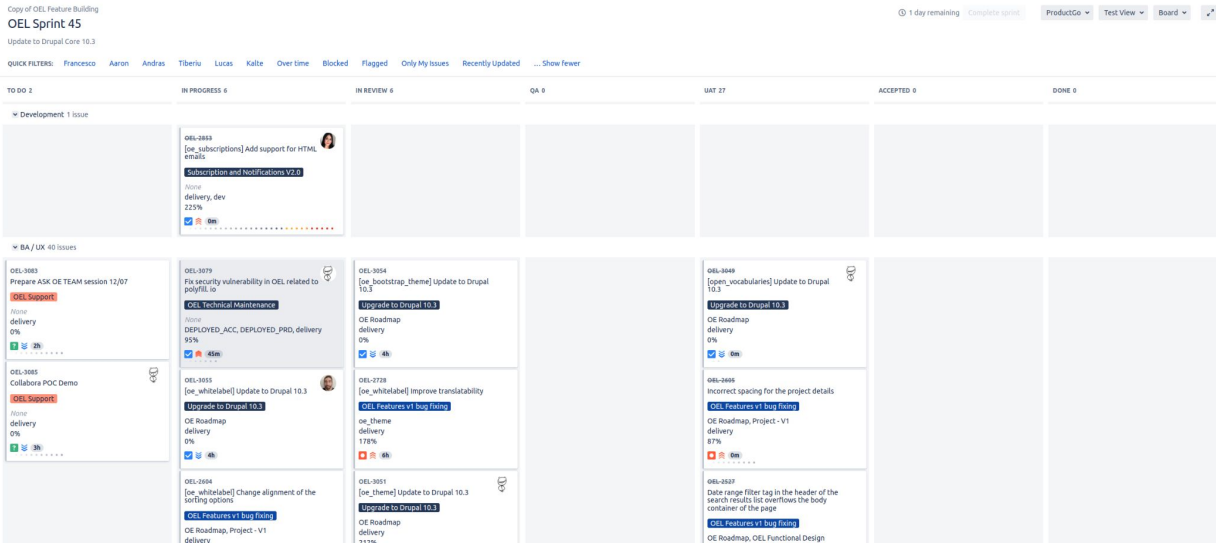 Copy of OEL Feature Building
OEL Sprint 45
1 day remaining Complete sprint ProductGo Test View Board
Update to Drupal Core 10.3
QUICK FILTERS: Francesco Aaron Andras Tiberiu Lucas Kalte Over time Blocked Flagged Only My Issues Recently Updated ... Show fewer
TO DO 2 IN PROGRESS 6 IN REVIEW 6 QA 0 UAT 27 ACCEPTED 0 DONE 0
Development 1 issue
OEL-2853
[oe_subscriptions] Add support for HTML
emails
Subscription and Notifications V2.0
None
delivery, dev
225%
0m
BA / UX 40 issues
OEL-3083
Prepare ASK OE TEAM session 12/07
OEL Support
None
delivery
0%
2h
OEL-3085
Collabora POC Demo
OEL Support
None
delivery
0%
3h
OEL-3079
Fix security vulnerability in OEL related to
polyfill. io
OEL Technical Maintenance
None
DEPLOYED_ACC, DEPLOYED_PRD, delivery
95%
45m
OEL-3055
[oe_whitelabel] Update to Drupal 10.3
Upgrade to Drupal 10.3
OE Roadmap
delivery
0%
4h
OEL-2604
[oe_whitelabel] Change alignment of the
sorting options
OEL Features v1 bug fixing
OE Roadmap, Project - V1
delivery
OEL-3054
[oe_bootstrap_theme] Update to Drupal
10.3
Upgrade to Drupal 10.3
OE Roadmap
delivery
0%
4h
OEL-2728
[oe_whitelabel] Improve translatability
OEL Features v1 bug fixing
oe_theme
delivery
178%
6h
OEL-3051
[oe_theme] Update to Drupal 10.3
Upgrade to Drupal 10.3
OE Roadmap
delivery
212%
OEL-3049
[open_vocabularies] Update to Drupal
10.3
Upgrade to Drupal 10.3
OE Roadmap
delivery
0%
0m
OEL-2605
Incorrect spacing for the project details
OEL Features v1 bug fixing
OE Roadmap, Project - V1
delivery
87%
0m
OEL-2527
Date range filter tag in the header of the
search results list overflows the body
container of the page
OEL Features v1 bug fixing
OE Roadmap, OEL Functional Design